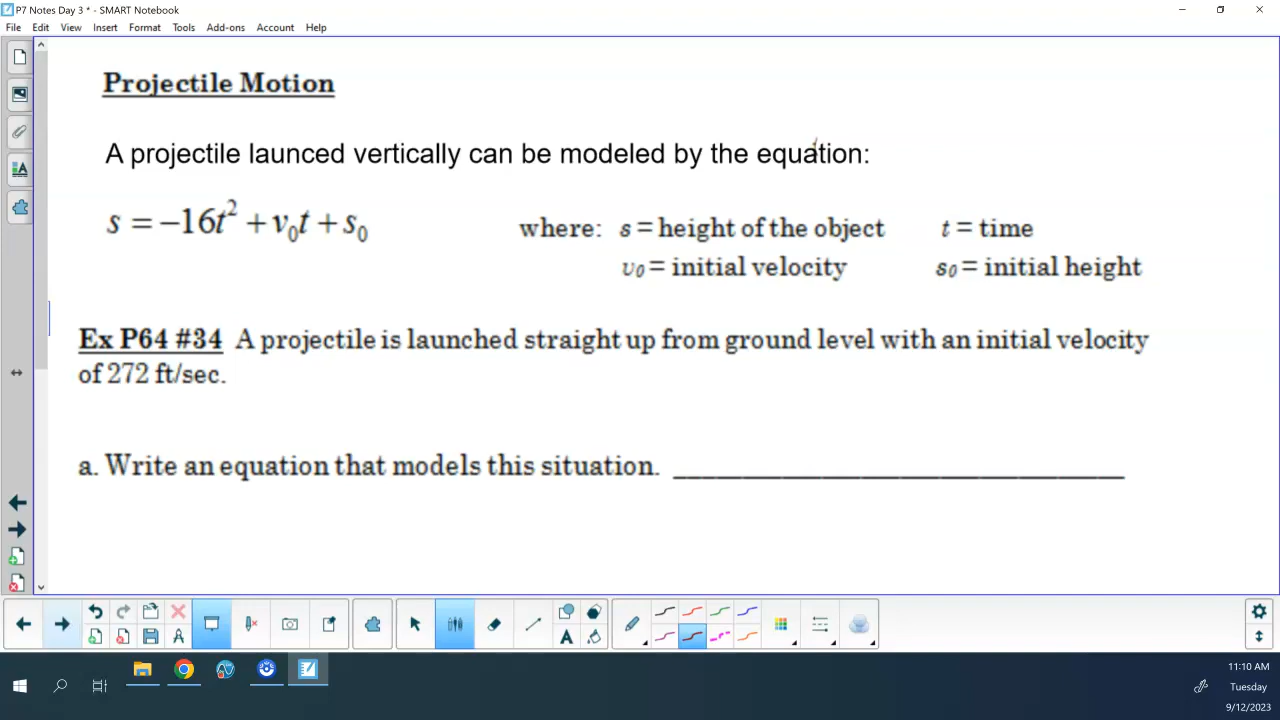 P7 Notes Day 3 * - SMART Notebook
File Edit View Insert Format Tools Add-ons Account Help
Projectile Motion
A projectile launced vertically can be modeled by the equation:
s = −16t² + v₀t + s₀
where: s = height of the object t = time
v₀ = initial velocity s₀ = initial height
Ex P64 #34 A projectile is launched straight up from ground level with an initial velocity
of 272 ft/sec.
a. Write an equation that models this situation. ______________________________
11:10 AM
Tuesday
9/12/2023